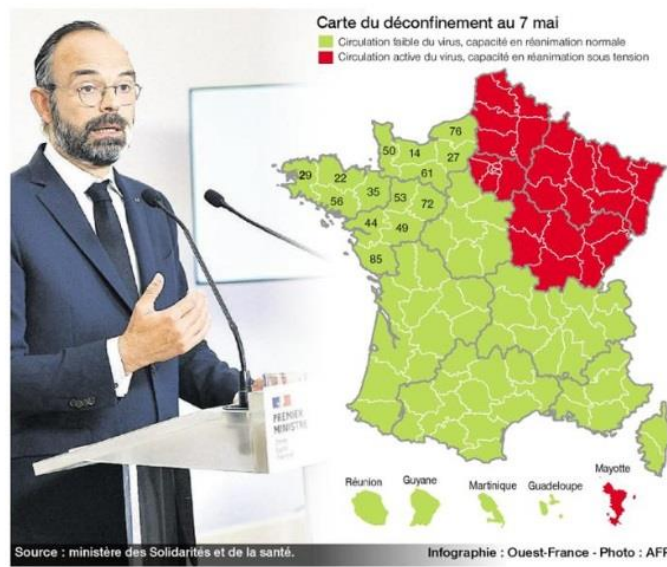 Carte du déconfinement au 7 mai
Circulation faible du virus, capacité en réanimation normale
Circulation active du virus, capacité en réanimation sous tension
76
50
14
27
61
29
22
35
53
72
56
44
49
85
PREMIER
MINISTRE
Réunion
Guyane
Martinique
Guadeloupe
Mayotte
Source : ministère des Solidarités et de la santé.
Infographie : Ouest-France - Photo : AFP